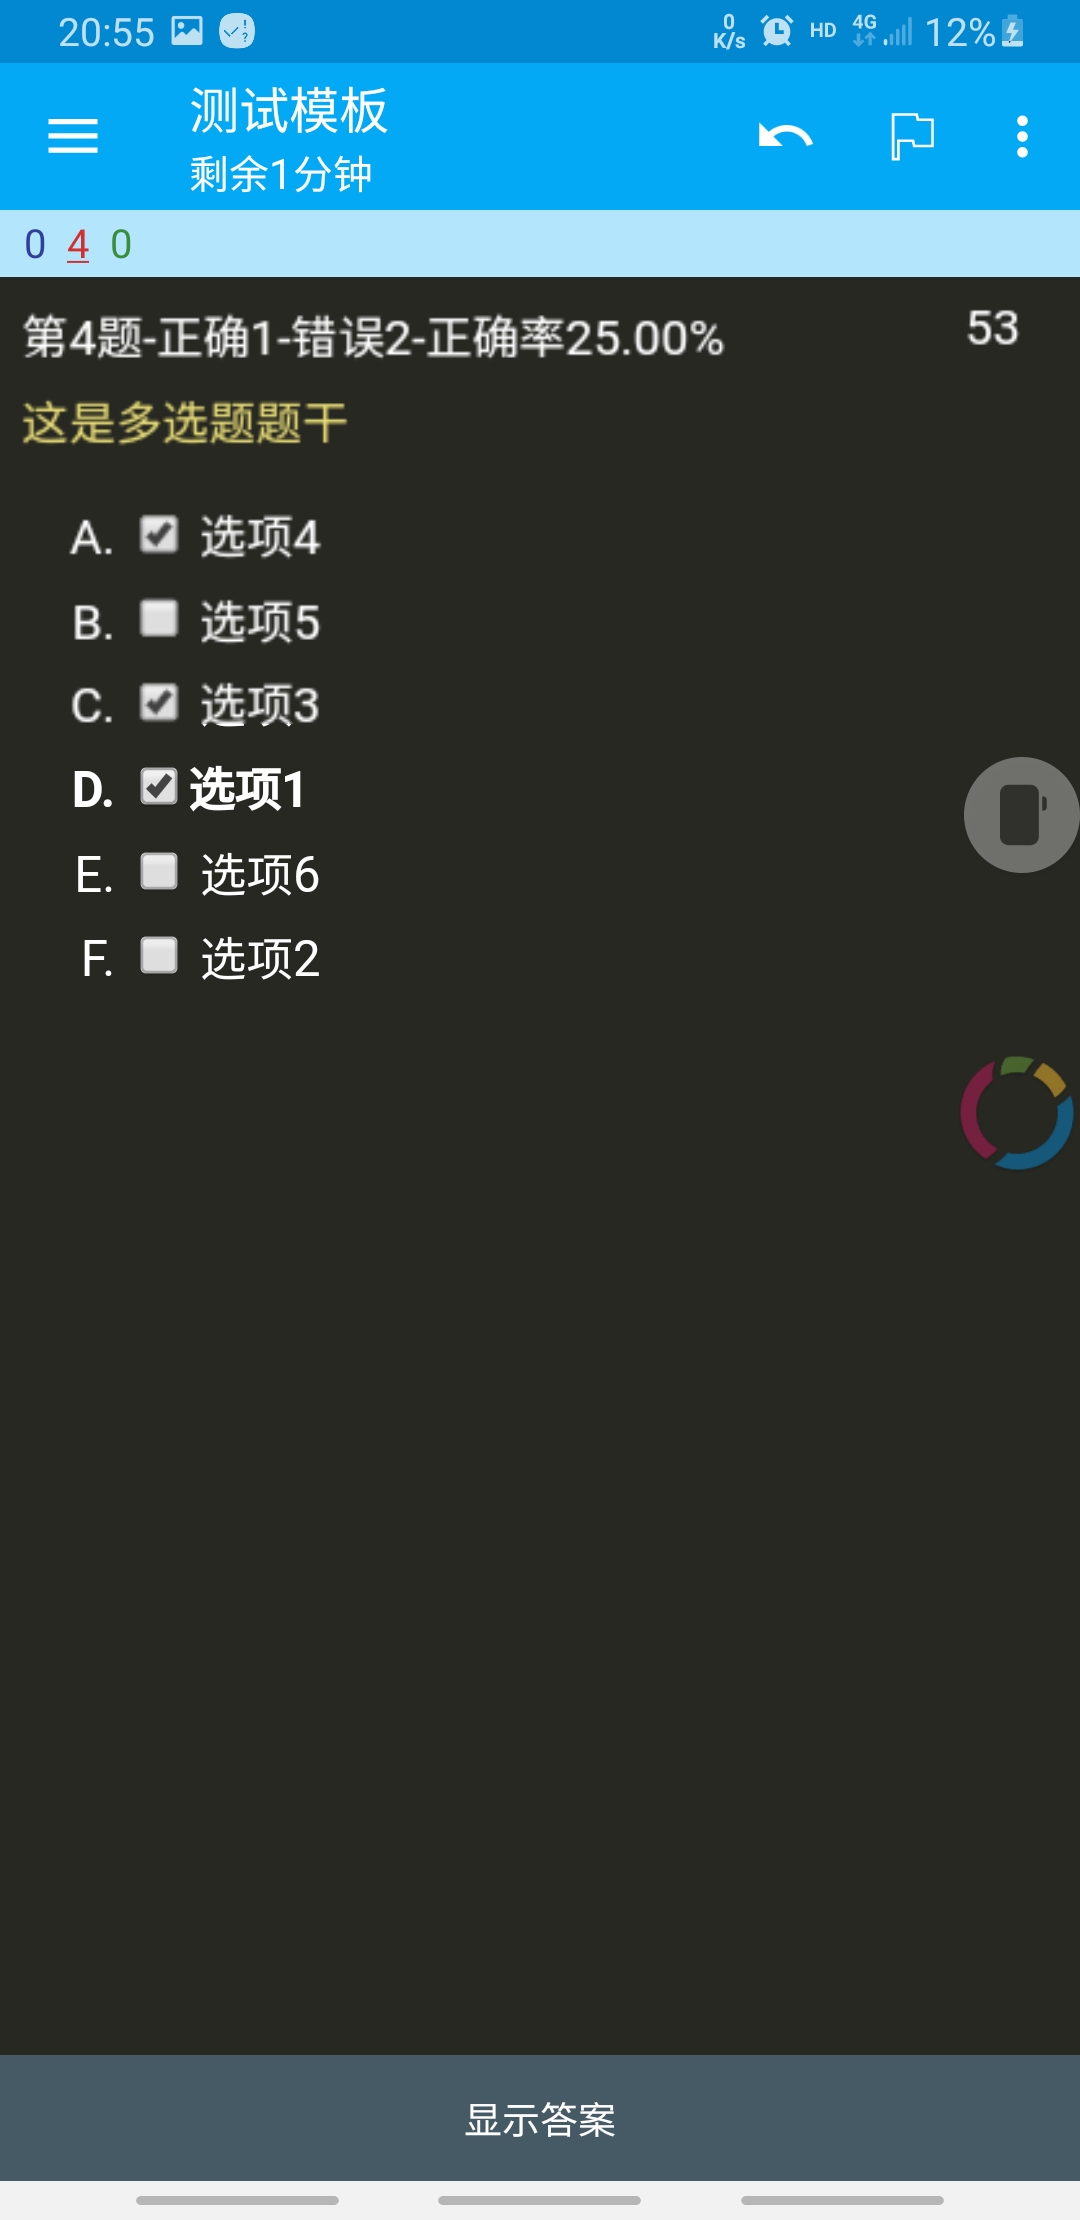 20:55 0 K/s HD 4G 12%
测试模板
剩余1分钟
0 4 0
第4题-正确1-错误2-正确率25.00% 53
这是多选题题干
A. 选项4
B. 选项5
C. 选项3
D. 选项1
E. 选项6
F. 选项2
显示答案